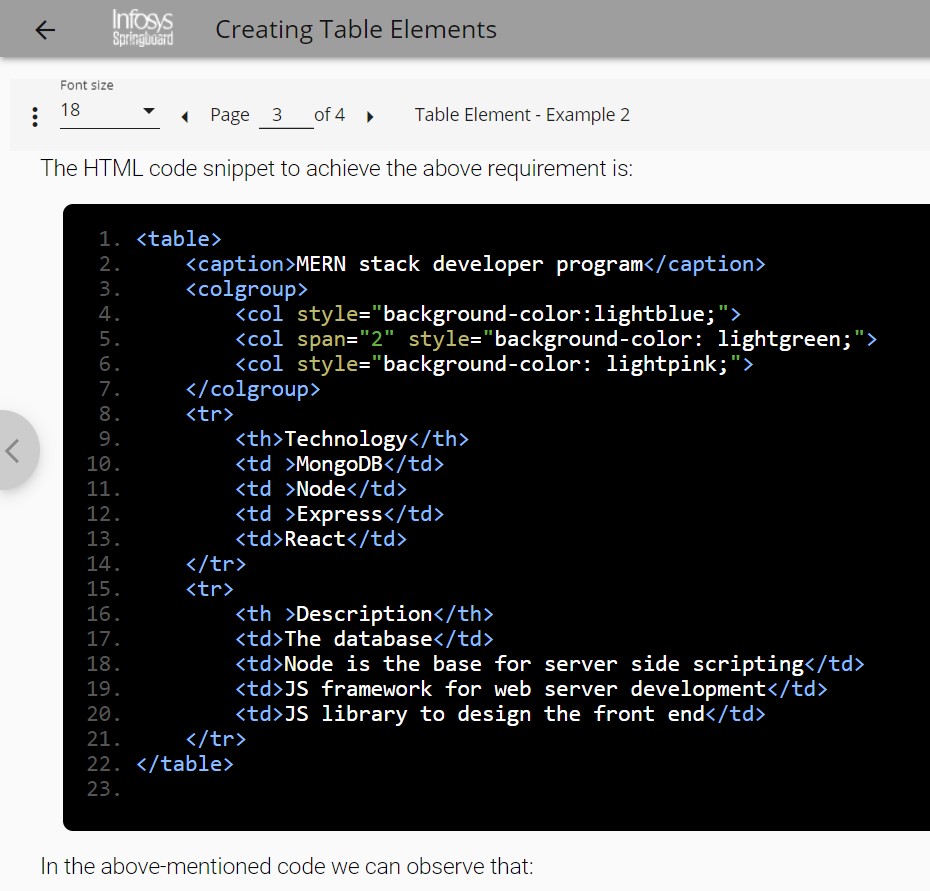 Infosys
Springboard
Creating Table Elements
Font size
18
Page 3 of 4
Table Element - Example 2
The HTML code snippet to achieve the above requirement is:
1. <table>
2.     <caption>MERN stack developer program</caption>
3.     <colgroup>
4.         <col style="background-color:lightblue;">
5.         <col span="2" style="background-color: lightgreen;">
6.         <col style="background-color: lightpink;">
7.     </colgroup>
8.     <tr>
9.         <th>Technology</th>
10.         <td >MongoDB</td>
11.         <td >Node</td>
12.         <td >Express</td>
13.         <td>React</td>
14.     </tr>
15.     <tr>
16.         <th >Description</th>
17.         <td>The database</td>
18.         <td>Node is the base for server side scripting</td>
19.         <td>JS framework for web server development</td>
20.         <td>JS library to design the front end</td>
21.     </tr>
22. </table>
23.
In the above-mentioned code we can observe that: